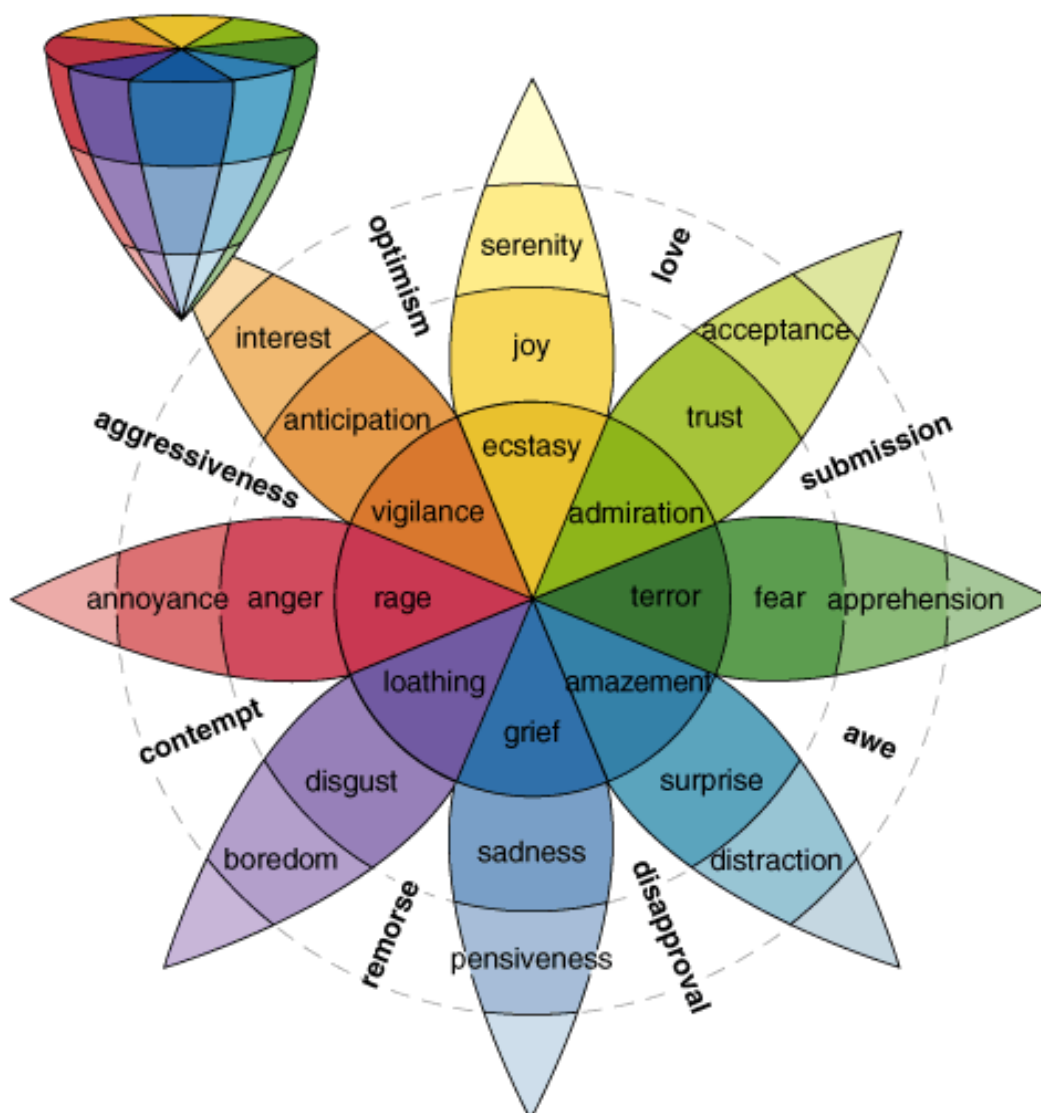 optimism
love
serenity
interest
acceptance
joy
anticipation
trust
aggressiveness
ecstasy
submission
vigilance
admiration
annoyance
anger
rage
terror
fear
apprehension
loathing
amazement
contempt
grief
awe
disgust
surprise
boredom
sadness
distraction
remorse
disapproval
pensiveness